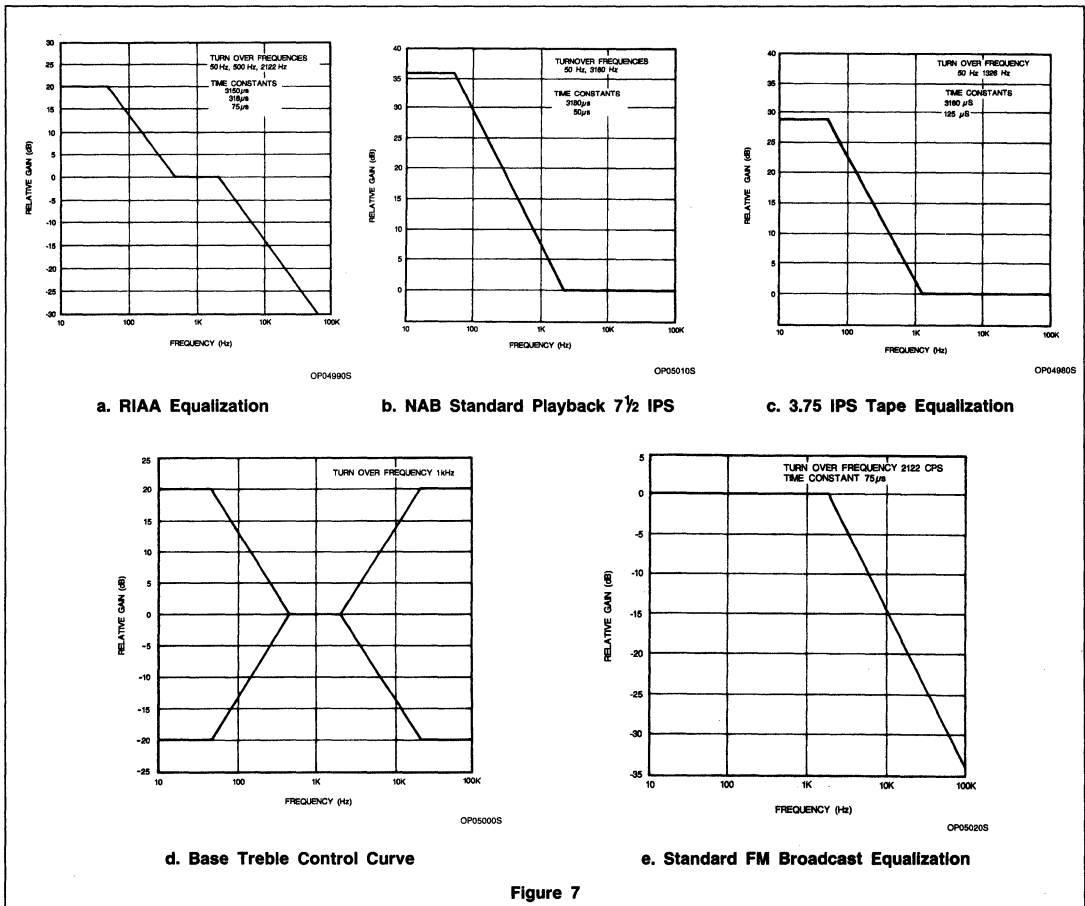 30
25
20
15
10
5
0
-5
-10
-15
-20
-25
-30
RELATIVE GAIN (dB)
TURN OVER FREQUENCIES
50 Hz, 500 Hz, 2122 Hz
TIME CONSTANTS
3150µs
318µs
75µs
10 100 1K 10K 100K
FREQUENCY (Hz)
OP04990S
a. RIAA Equalization
40
35
30
25
20
15
10
5
0
RELATIVE GAIN (dB)
TURNOVER FREQUENCIES
50 Hz, 3180 Hz
TIME CONSTANTS
3180µs
50µs
10 100 1K 10K 100K
FREQUENCY (Hz)
OP05010S
b. NAB Standard Playback 7½ IPS
40
35
30
25
20
15
10
5
0
RELATIVE GAIN (dB)
TURN OVER FREQUENCY
50 Hz 1326 Hz
TIME CONSTANTS
3180 µS
125 µS
10 100 1K 10K 100K
FREQUENCY (Hz)
OP04980S
c. 3.75 IPS Tape Equalization
25
20
15
10
5
0
-5
-10
-15
-20
-25
RELATIVE GAIN (dB)
TURN OVER FREQUENCY 1kHz
10 100 1K 10K 100K
FREQUENCY (Hz)
OP05000S
d. Base Treble Control Curve
5
0
-5
-10
-15
-20
-25
-30
-35
RELATIVE GAIN (dB)
TURN OVER FREQUENCY 2122 CPS
TIME CONSTANT 75µs
10 100 1K 10K 100K
FREQUENCY (Hz)
OP05020S
e. Standard FM Broadcast Equalization
Figure 7